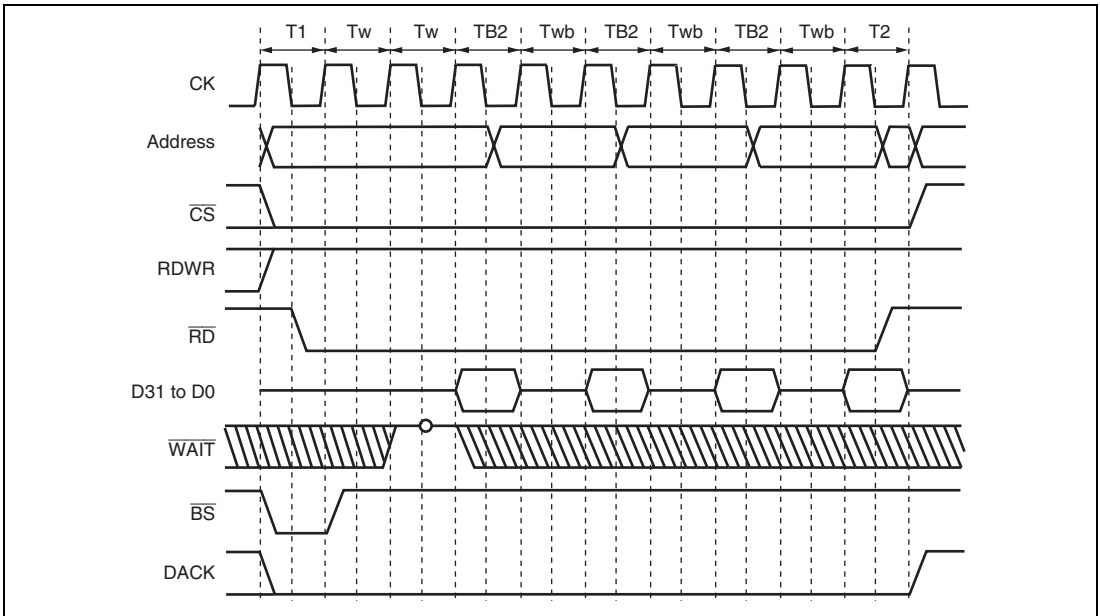 T1 Tw Tw TB2 Twb TB2 Twb TB2 Twb T2
CK
Address
CS
RDWR
RD
D31 to D0
WAIT
BS
DACK